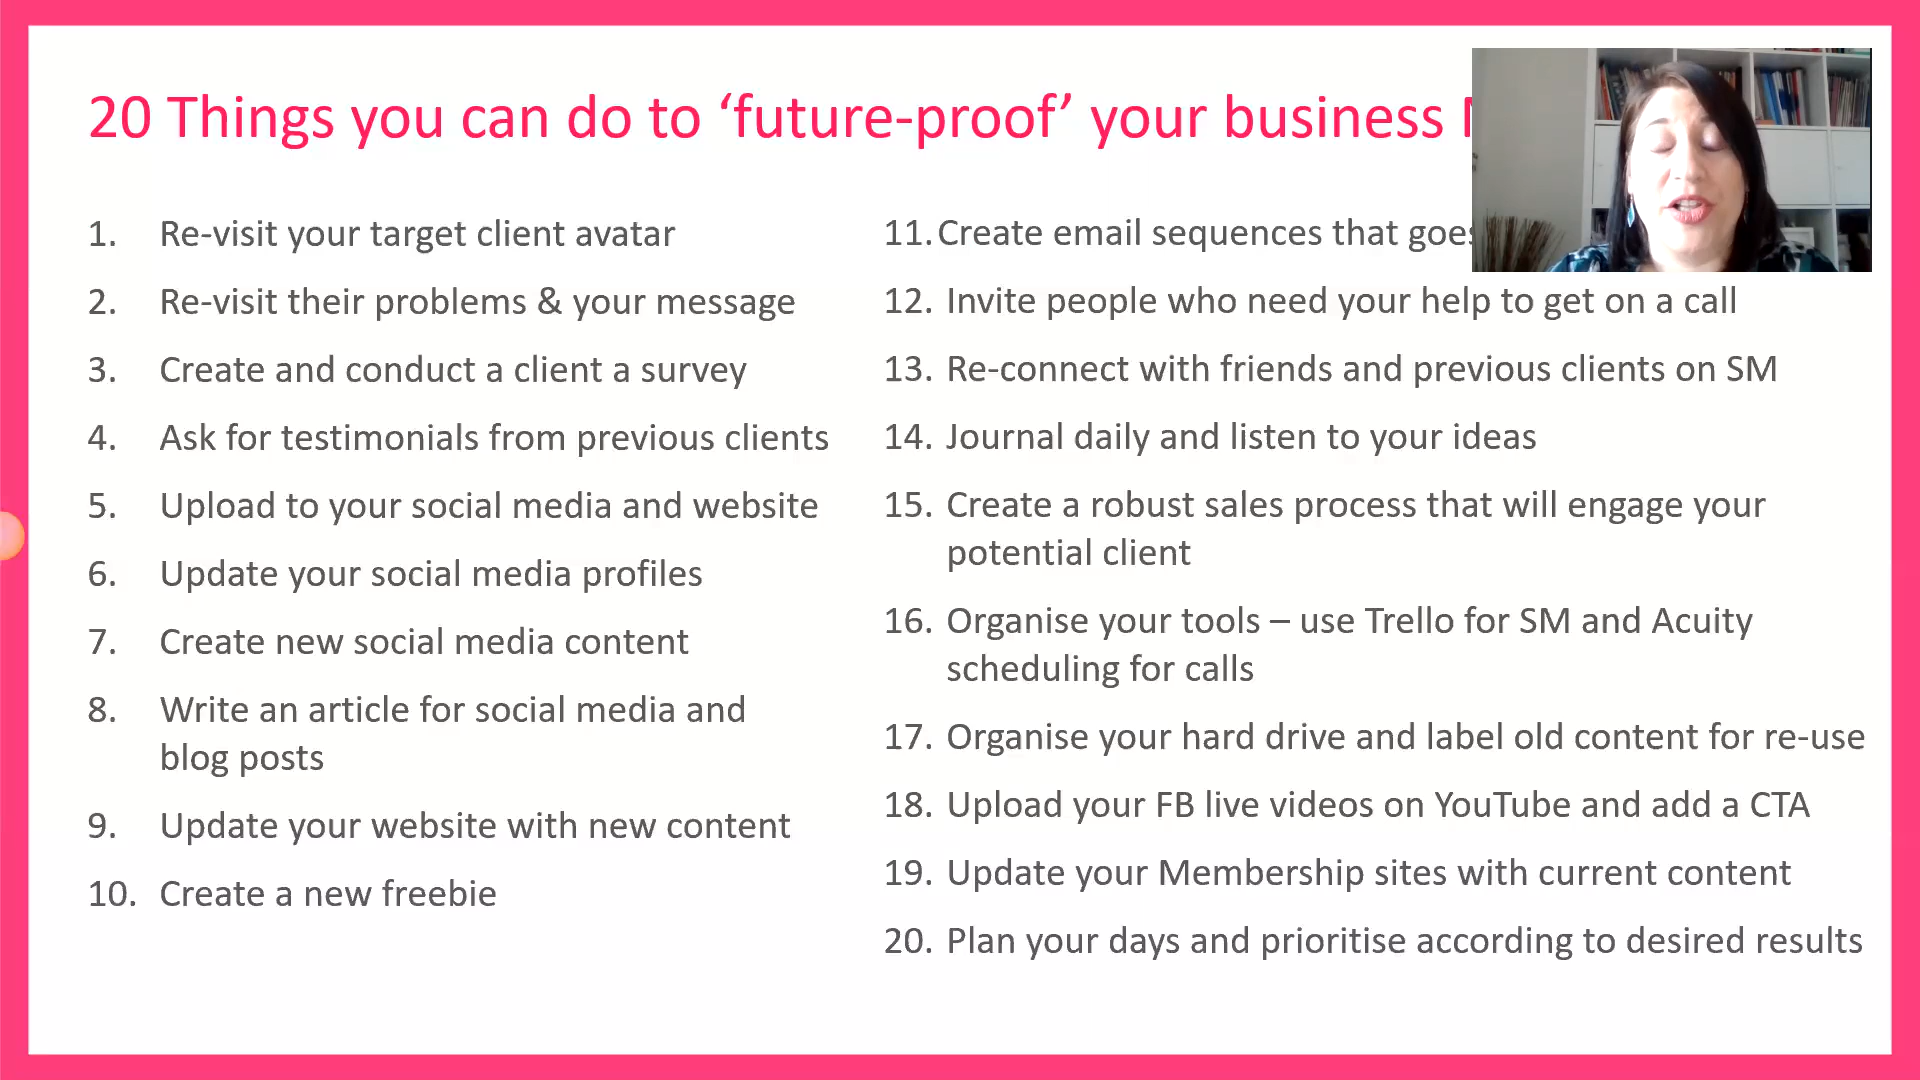 20 Things you can do to ‘future-proof’ your business
1. Re-visit your target client avatar
2. Re-visit their problems & your message
3. Create and conduct a client a survey
4. Ask for testimonials from previous clients
5. Upload to your social media and website
6. Update your social media profiles
7. Create new social media content
8. Write an article for social media and
blog posts
9. Update your website with new content
10. Create a new freebie
11. Create email sequences that goes
12. Invite people who need your help to get on a call
13. Re-connect with friends and previous clients on SM
14. Journal daily and listen to your ideas
15. Create a robust sales process that will engage your
potential client
16. Organise your tools – use Trello for SM and Acuity
scheduling for calls
17. Organise your hard drive and label old content for re-use
18. Upload your FB live videos on YouTube and add a CTA
19. Update your Membership sites with current content
20. Plan your days and prioritise according to desired results